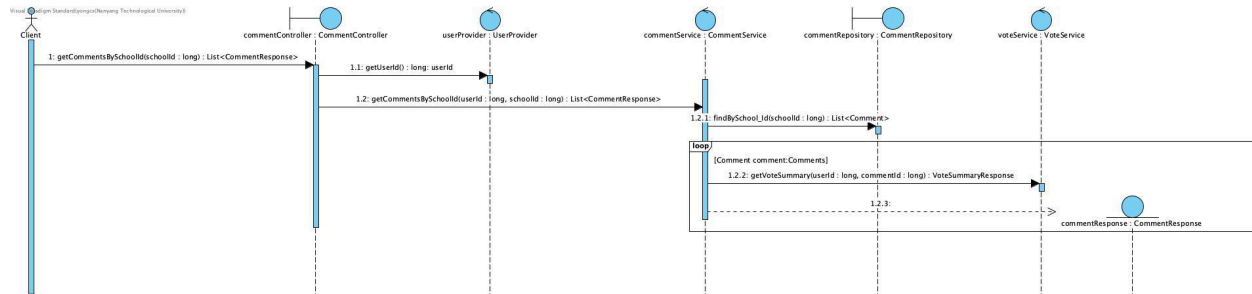 Visual Paradigm Standard(yongcx(Nanyang Technological University))
Client
commentController : CommentController
userProvider : UserProvider
commentService : CommentService
commentRepository : CommentRepository
voteService : VoteService
1: getCommentsBySchoolId(schoolId : long) : List<CommentResponse>
1.1: getUserId() : long: userId
1.2: getCommentsBySchoolId(userId : long, schoolId : long) : List<CommentResponse>
1.2.1: findBySchool_Id(schoolId : long) : List<Comment>
loop
[Comment comment:Comments]
1.2.2: getVoteSummary(userId : long, commentId : long) : VoteSummaryResponse
1.2.3:
commentResponse : CommentResponse